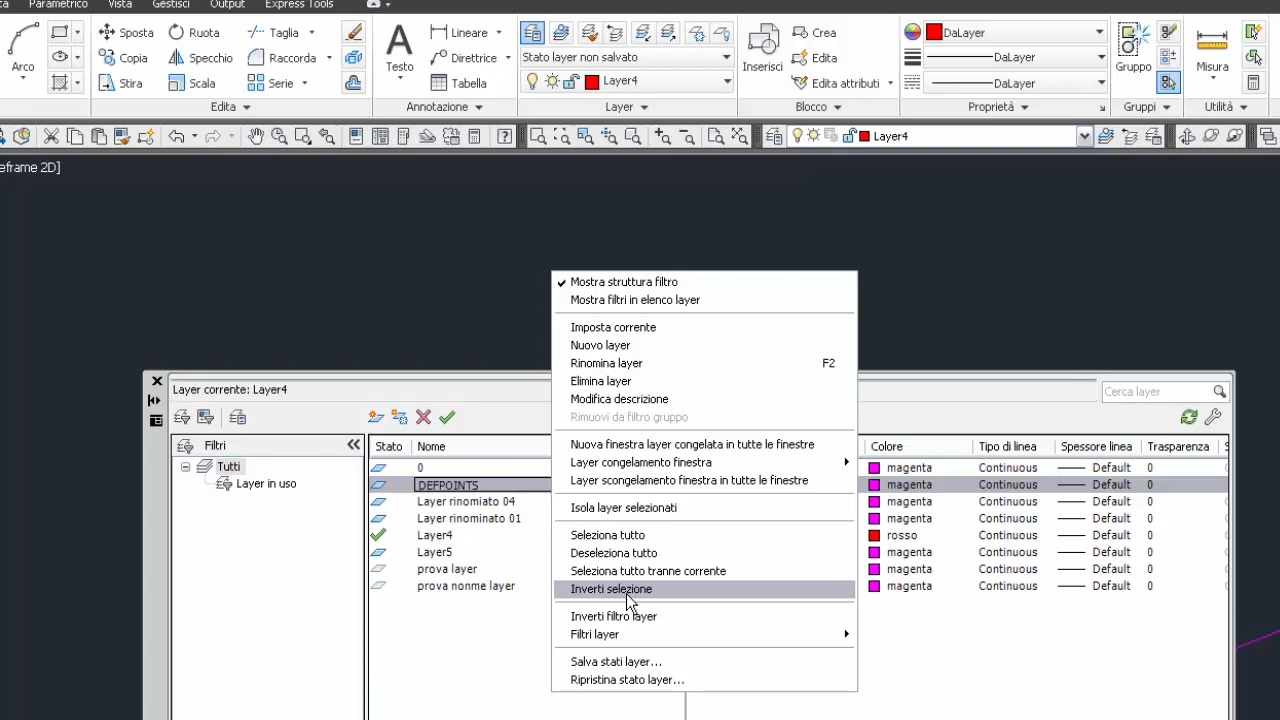 Parametrico Vista Gestisci Output Express Tools
Sposta Ruota Taglia Lineare Stato layer non salvato Crea DaLayer
Arco Copia Specchio Raccorda Testo Direttrice Inserisci Edita DaLayer Gruppo Misura
Stira Scala Serie Tabella Layer4 Edita attributi DaLayer
Edita Annotazione Layer Blocco Proprietà Gruppi Utilità
Layer4
eframe 2D]
Mostra struttura filtro
Mostra filtri in elenco layer
Imposta corrente
Nuovo layer
Rinomina layer F2
Elimina layer
Modifica descrizione
Rimuovi da filtro gruppo
Nuova finestra layer congelata in tutte le finestre
Layer congelamento finestra
Layer scongelamento finestra in tutte le finestre
Isola layer selezionati
Seleziona tutto
Deseleziona tutto
Seleziona tutto tranne corrente
Inverti selezione
Inverti filtro layer
Filtri layer
Salva stati layer...
Ripristina stato layer...
Layer corrente: Layer4 Cerca layer
Filtri
Tutti
Layer in uso
Stato Nome Colore Tipo di linea Spessore linea Trasparenza S
0 magenta Continuous Default 0
DEFPOINTS magenta Continuous Default 0
Layer rinomiato 04 magenta Continuous Default 0
Layer rinominato 01 magenta Continuous Default 0
Layer4 rosso Continuous Default 0
Layer5 magenta Continuous Default 0
prova layer magenta Continuous Default 0
prova nonme layer magenta Continuous Default 0